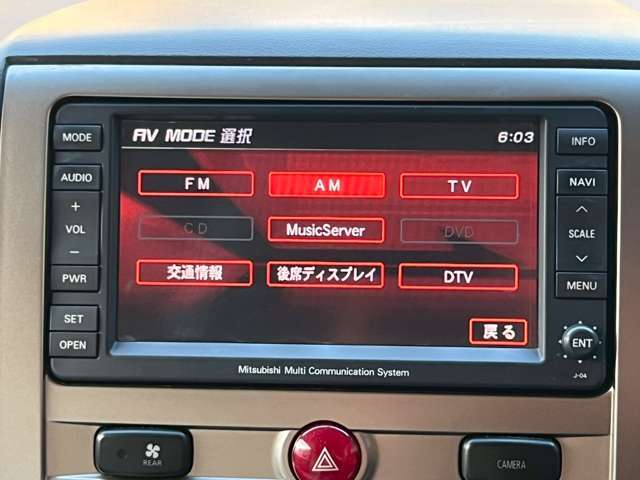 AV MODE 選択 6:03
FM AM TV
CD MusicServer DVD
交通情報 後席ディスプレイ DTV
戻る
MODE
AUDIO
+
VOL
−
PWR
SET
OPEN
INFO
NAVI
SCALE
MENU
ENT
J-04
Mitsubishi Multi Communication System
REAR
CAMERA